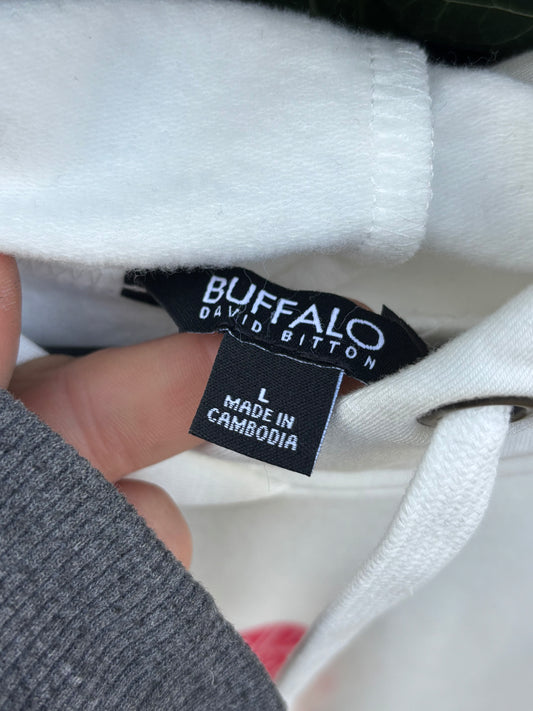 BUFFALO
DAVID BITTON
L
MADE IN
CAMBODIA